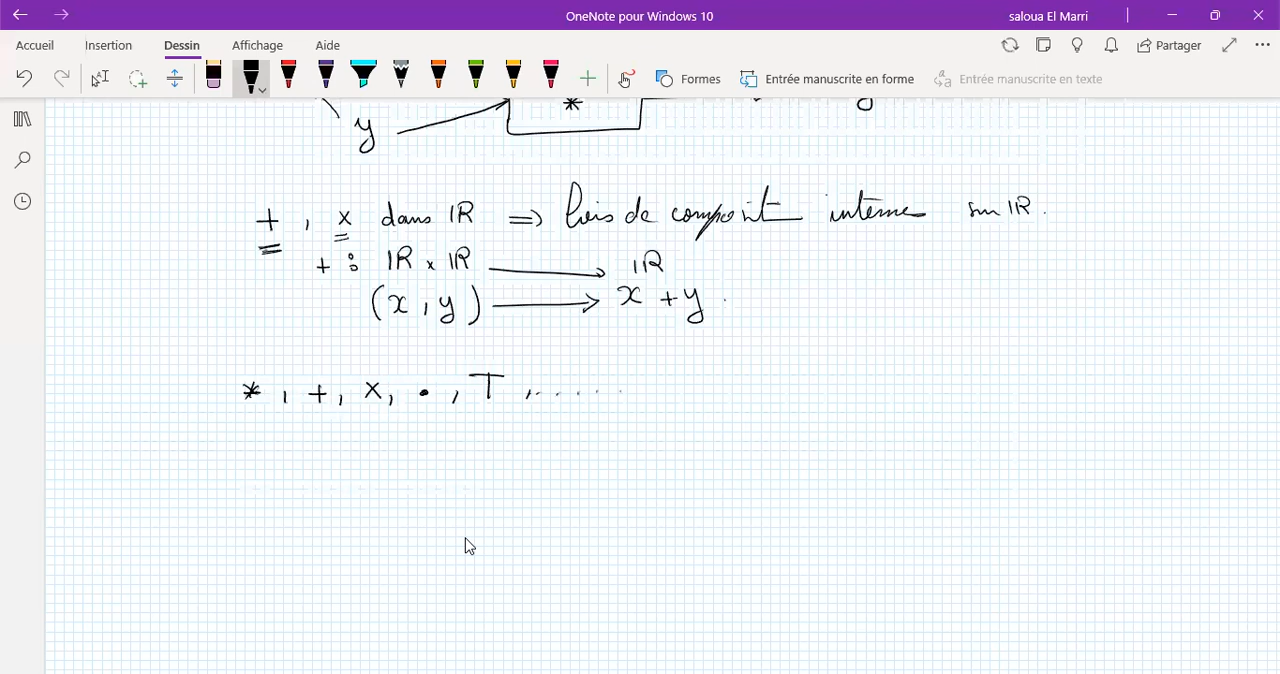 OneNote pour Windows 10
saloua El Marri
Accueil Insertion Dessin Affichage Aide
Partager
Formes Entrée manuscrite en forme Entrée manuscrite en texte
*
y
+ , x dans IR => lois de composit interne sur IR.
+ : IR x IR → IR
(x , y) → x + y .
* , + , x , • , T , ......